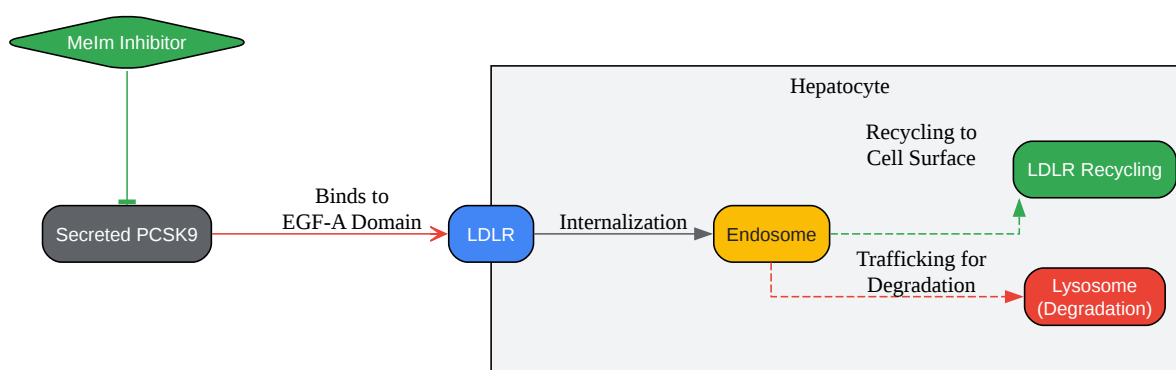 MeIm Inhibitor
Hepatocyte
Recycling to
Cell Surface
LDLR Recycling
Binds to
EGF-A Domain
Secreted PCSK9
LDLR
Internalization
Endosome
Trafficking for
Degradation
Lysosome
(Degradation)